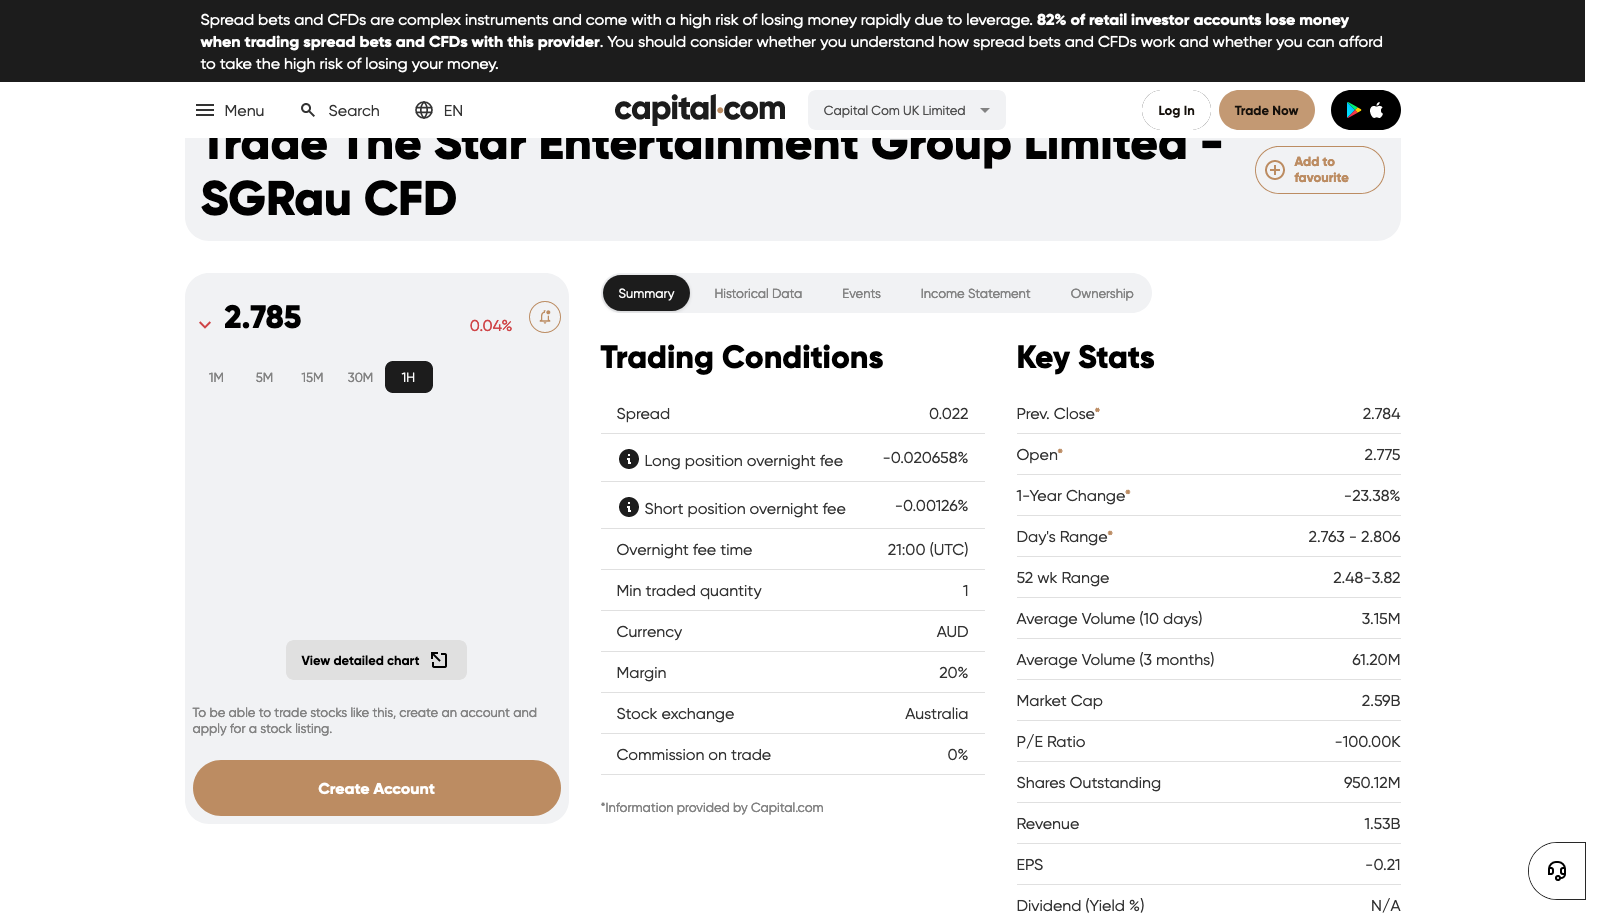 Spread bets and CFDs are complex instruments and come with a high risk of losing money rapidly due to leverage. 82% of retail investor accounts lose money
when trading spread bets and CFDs with this provider. You should consider whether you understand how spread bets and CFDs work and whether you can afford
to take the high risk of losing your money.
Menu Search EN capital.com Capital Com UK Limited Log In Trade Now
Trade The Star Entertainment Group Limited -
SGRau CFD
Add to
favourite
2.785 0.04%
1M 5M 15M 30M 1H
View detailed chart
To be able to trade stocks like this, create an account and
apply for a stock listing.
Create Account
Summary Historical Data Events Income Statement Ownership
Trading Conditions
Spread 0.022
Long position overnight fee -0.020658%
Short position overnight fee -0.00126%
Overnight fee time 21:00 (UTC)
Min traded quantity 1
Currency AUD
Margin 20%
Stock exchange Australia
Commission on trade 0%
*Information provided by Capital.com
Key Stats
Prev. Close* 2.784
Open* 2.775
1-Year Change* -23.38%
Day's Range* 2.763 - 2.806
52 wk Range 2.48-3.82
Average Volume (10 days) 3.15M
Average Volume (3 months) 61.20M
Market Cap 2.59B
P/E Ratio -100.00K
Shares Outstanding 950.12M
Revenue 1.53B
EPS -0.21
Dividend (Yield %) N/A